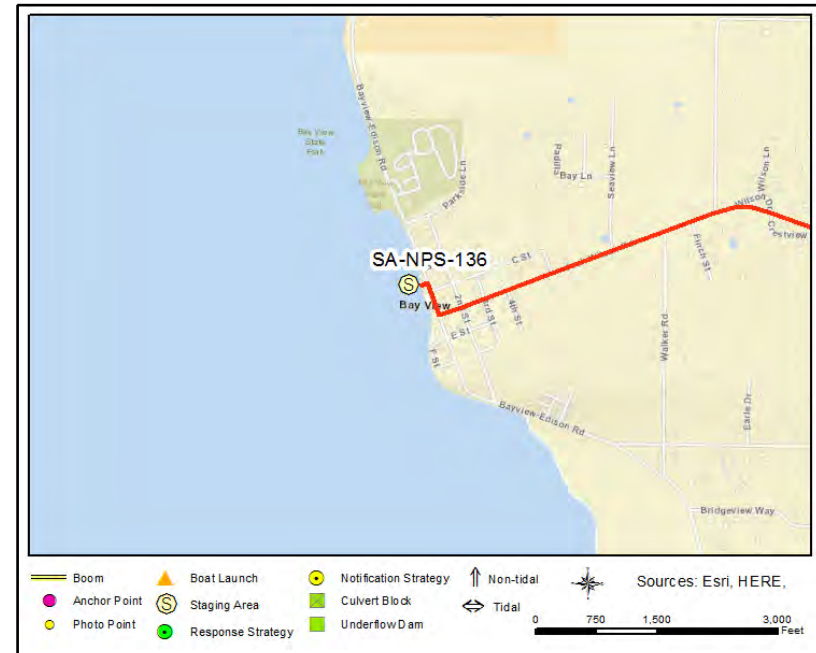 Bayview-Edison Rd
Bay View
State
Park
Parkside Ln
Padilla
Bay Ln
Seaview Ln
Wilson Ln
Wilson
Dr
Crestview
Finch St
SA-NPS-136
S
C St
Bay View
2nd St
3rd St
4th St
E St
F St
Walker Rd
Bayview-Edison Rd
Earle Dr
Bridgeview Way
Boom
Boat Launch
Notification Strategy
Non-tidal
Sources: Esri, HERE,
Anchor Point
S
Staging Area
Culvert Block
Tidal
Photo Point
Response Strategy
Underflow Dam
0 750 1,500 3,000
Feet